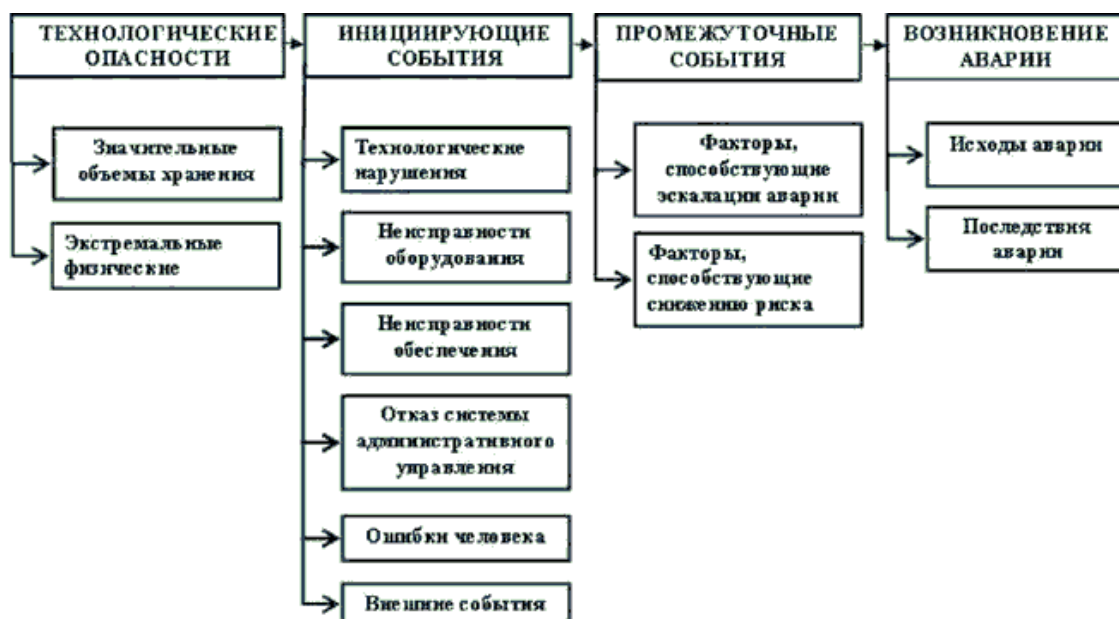 ТЕХНОЛОГИЧЕСКИЕ
ОПАСНОСТИ
Значительные
объемы хранения
Экстремальные
физические
ИНИЦИИРУЮЩИЕ
СОБЫТИЯ
Технологические
нарушения
Неисправности
оборудования
Неисправности
обеспечения
Отказ системы
административного
управления
Ошибки человека
Внешние события
ПРОМЕЖУТОЧНЫЕ
СОБЫТИЯ
Факторы,
способствующие
эскалации аварии
Факторы,
способствующие
снижению риска
ВОЗНИКНОВЕНИЕ
АВАРИИ
Исходы аварии
Последствия
аварии